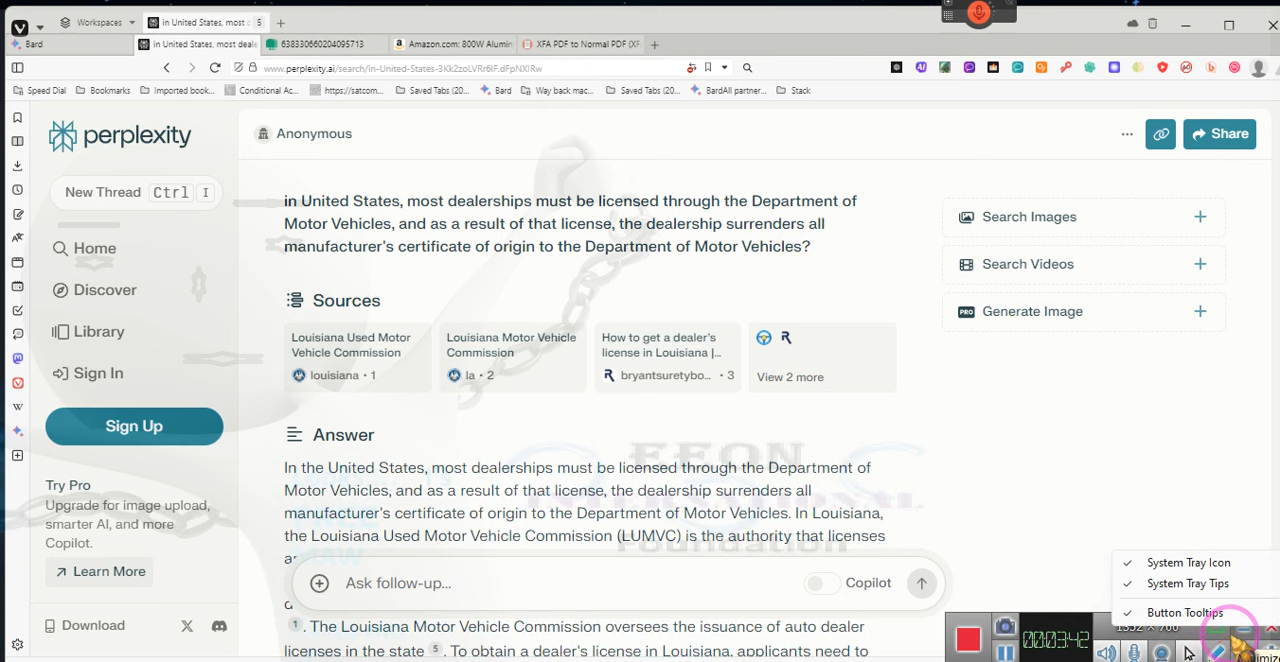 Workspaces
in United States, most d 5
Bard
in United States, most deale
638330660204095713
Amazon.com: 800W Alumin
XFA PDF to Normal PDF (XF.
www.perplexity.ai/search/in-United-States-3Kk2zoLVRr6IF.dFpNXIRw
Speed Dial
Bookmarks
Imported book...
Conditional Ac...
https://satcom...
Saved Tabs (20...
Bard
Way back mac...
Saved Tabs (20...
BardAll partner...
Stack
perplexity
Anonymous
Share
New Thread Ctrl I
Home
Discover
Library
Sign In
Sign Up
Try Pro
Upgrade for image upload,
smarter AI, and more
Copilot.
Learn More
Download
in United States, most dealerships must be licensed through the Department of
Motor Vehicles, and as a result of that license, the dealership surrenders all
manufacturer's certificate of origin to the Department of Motor Vehicles?
Sources
Louisiana Used Motor
Vehicle Commission
louisiana • 1
Louisiana Motor Vehicle
Commission
la • 2
How to get a dealer's
license in Louisiana |...
bryantsuretybo... • 3
View 2 more
Answer
In the United States, most dealerships must be licensed through the Department of
Motor Vehicles, and as a result of that license, the dealership surrenders all
manufacturer's certificate of origin to the Department of Motor Vehicles. In Louisiana,
the Louisiana Used Motor Vehicle Commission (LUMVC) is the authority that licenses
Ask follow-up...
Copilot
1 . The Louisiana Motor Vehicle Commission oversees the issuance of auto dealer
licenses in the state 5 . To obtain a dealer's license in Louisiana, applicants need to
Search Images
Search Videos
PRO Generate Image
System Tray Icon
System Tray Tips
Button Tooltips
00:03:42
Foundation